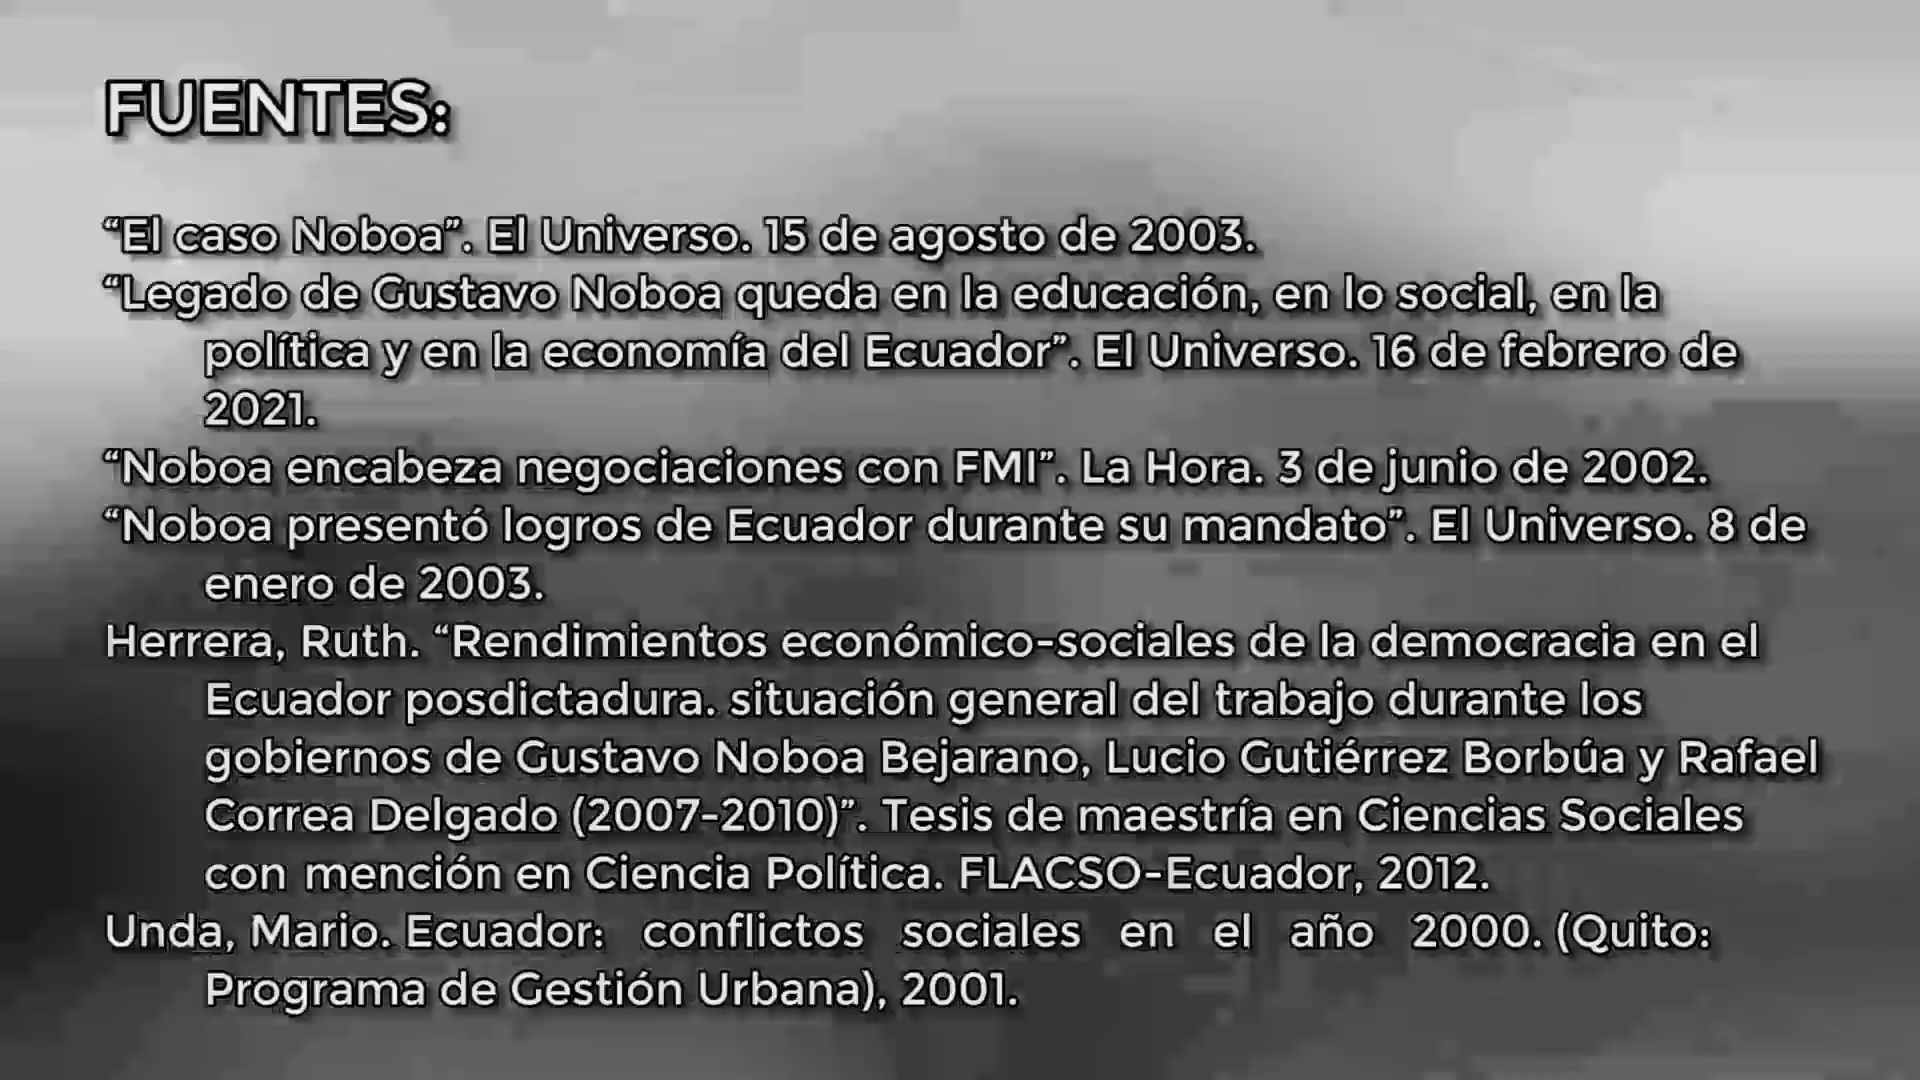 FUENTES:
“El caso Noboa”. El Universo. 15 de agosto de 2003.
“Legado de Gustavo Noboa queda en la educación, en lo social, en la
política y en la economía del Ecuador”. El Universo. 16 de febrero de
2021.
“Noboa encabeza negociaciones con FMI”. La Hora. 3 de junio de 2002.
“Noboa presentó logros de Ecuador durante su mandato”. El Universo. 8 de
enero de 2003.
Herrera, Ruth. “Rendimientos económico-sociales de la democracia en el
Ecuador posdictadura. situación general del trabajo durante los
gobiernos de Gustavo Noboa Bejarano, Lucio Gutiérrez Borbúa y Rafael
Correa Delgado (2007-2010)”. Tesis de maestría en Ciencias Sociales
con mención en Ciencia Política. FLACSO-Ecuador, 2012.
Unda, Mario. Ecuador: conflictos sociales en el año 2000. (Quito:
Programa de Gestión Urbana), 2001.